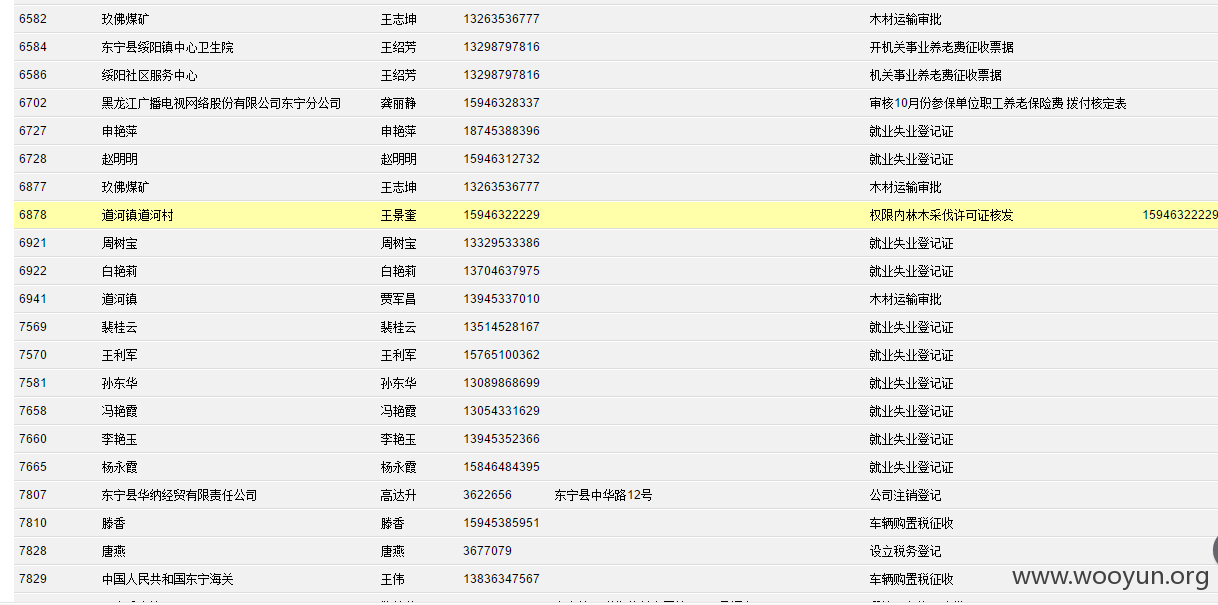 6582 玖佛煤矿 王志坤 13263536777 木材运输审批
6584 东宁县绥阳镇中心卫生院 王绍芳 13298797816 开机关事业养老费征收票据
6586 绥阳社区服务中心 王绍芳 13298797816 机关事业养老费征收票据
6702 黑龙江广播电视网络股份有限公司东宁分公司 龚丽静 15946328337 审核10月份参保单位职工养老保险费 拨付核定表
6727 申艳萍 申艳萍 18745388396 就业失业登记证
6728 赵明明 赵明明 15946312732 就业失业登记证
6877 玖佛煤矿 王志坤 13263536777 木材运输审批
6878 道河镇道河村 王景奎 15946322229 权限内林木采伐许可证核发 15946322229
6921 周树宝 周树宝 13329533386 就业失业登记证
6922 白艳莉 白艳莉 13704637975 就业失业登记证
6941 道河镇 贾军昌 13945337010 木材运输审批
7569 裴桂云 裴桂云 13514528167 就业失业登记证
7570 王利军 王利军 15765100362 就业失业登记证
7581 孙东华 孙东华 13089868699 就业失业登记证
7658 冯艳霞 冯艳霞 13054331629 就业失业登记证
7660 李艳玉 李艳玉 13945352366 就业失业登记证
7665 杨永霞 杨永霞 15846484395 就业失业登记证
7807 东宁县华纳经贸有限责任公司 高达升 3622656 东宁县中华路12号 公司注销登记
7810 滕香 滕香 15945385951 车辆购置税征收
7828 唐燕 唐燕 3677079 设立税务登记
7829 中国人民共和国东宁海关 王伟 13836347567 车辆购置税征收
www.wooyun.org